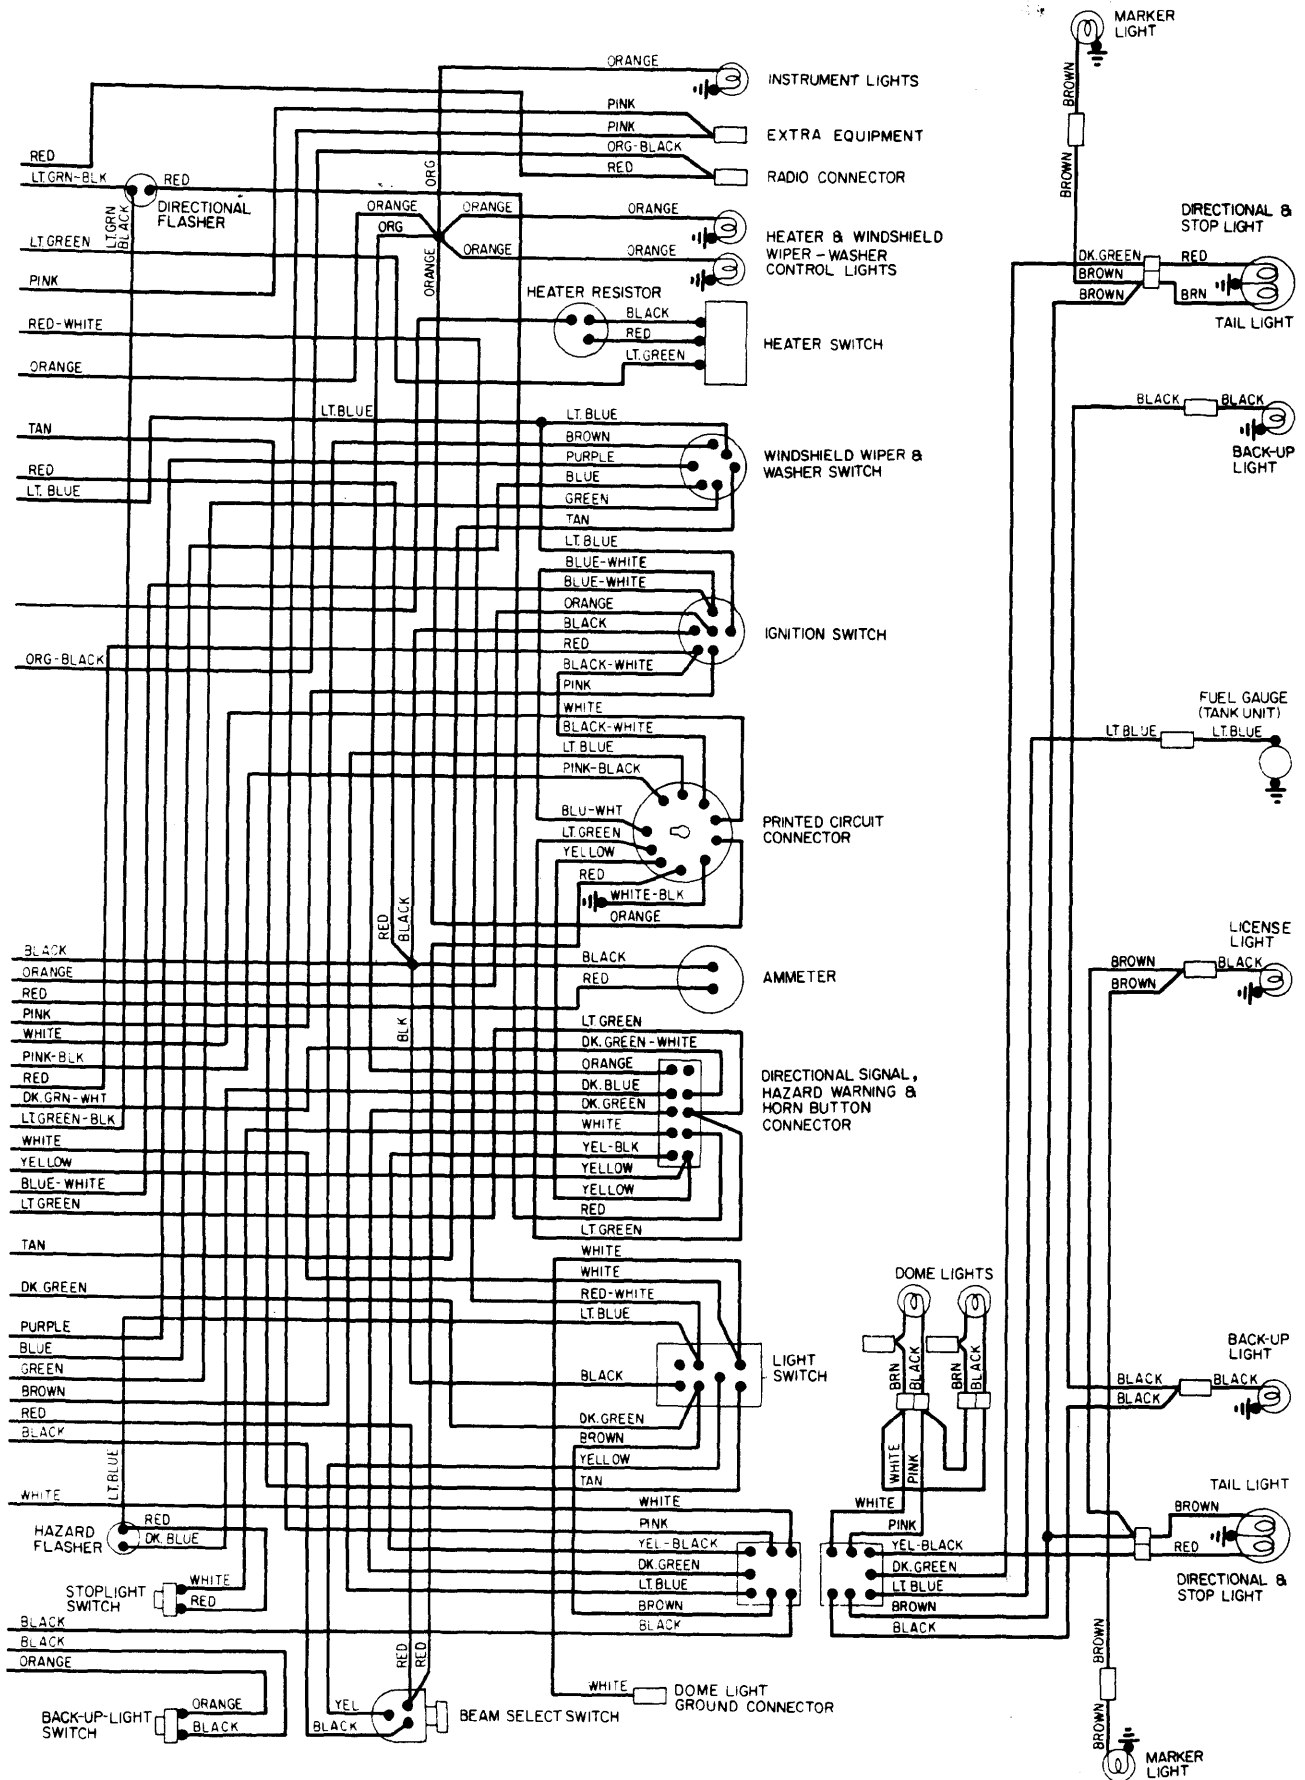 MARKER
LIGHT
ORANGE
INSTRUMENT LIGHTS
BROWN
PINK
PINK
EXTRA EQUIPMENT
ORG-BLACK
RED
RADIO CONNECTOR
RED
LT.GRN-BLK
RED
ORG
BROWN
DIRECTIONAL
FLASHER
LT.GRN
BLACK
ORANGE
ORANGE
ORANGE
ORG
HEATER & WINDSHIELD
WIPER-WASHER
CONTROL LIGHTS
DIRECTIONAL &
STOP LIGHT
LT.GREEN
ORANGE
ORANGE
ORANGE
DK.GREEN
RED
BROWN
BROWN
BRN
TAIL LIGHT
PINK
HEATER RESISTOR
BLACK
RED
LT.GREEN
HEATER SWITCH
RED-WHITE
ORANGE
LT.BLUE
LT.BLUE
BROWN
PURPLE
BLUE
GREEN
TAN
WINDSHIELD WIPER &
WASHER SWITCH
BLACK
BLACK
BACK-UP
LIGHT
TAN
RED
LT. BLUE
LT.BLUE
BLUE-WHITE
BLUE-WHITE
ORANGE
BLACK
RED
BLACK-WHITE
PINK
IGNITION SWITCH
ORG-BLACK
WHITE
BLACK-WHITE
LT.BLUE
PINK-BLACK
FUEL GAUGE
(TANK UNIT)
LT BLUE
LT.BLUE
BLU-WHT
LT.GREEN
YELLOW
RED
WHITE-BLK
ORANGE
PRINTED CIRCUIT
CONNECTOR
RED
BLACK
BLACK
ORANGE
RED
PINK
WHITE
PINK-BLK
RED
DK.GRN-WHT
LT.GREEN-BLK
WHITE
YELLOW
BLUE-WHITE
LT GREEN
BLACK
RED
AMMETER
LICENSE
LIGHT
BROWN
BLACK
BROWN
BLK
LT GREEN
DK.GREEN-WHITE
ORANGE
DK.BLUE
DK.GREEN
WHITE
YEL-BLK
YELLOW
YELLOW
RED
LT GREEN
DIRECTIONAL SIGNAL,
HAZARD WARNING &
HORN BUTTON
CONNECTOR
TAN
WHITE
WHITE
RED-WHITE
LT.BLUE
DOME LIGHTS
DK.GREEN
PURPLE
BLUE
GREEN
BROWN
RED
BLACK
BLACK
LIGHT
SWITCH
BRN
BLACK
BRN
BLACK
BACK-UP
LIGHT
BLACK
BLACK
BLACK
DK.GREEN
BROWN
YELLOW
TAN
LT.BLUE
WHITE
PINK
WHITE
WHITE
PINK
YEL-BLACK
DK.GREEN
LT.BLUE
BROWN
BLACK
WHITE
PINK
YEL-BLACK
DK.GREEN
LT.BLUE
BROWN
BLACK
TAIL LIGHT
BROWN
RED
DIRECTIONAL &
STOP LIGHT
HAZARD
FLASHER
RED
DK.BLUE
STOPLIGHT
SWITCH
WHITE
RED
BLACK
BLACK
ORANGE
RED
RED
BROWN
BACK-UP-LIGHT
SWITCH
ORANGE
BLACK
YEL
BLACK
BEAM SELECT SWITCH
WHITE
DOME LIGHT
GROUND CONNECTOR
BROWN
MARKER
LIGHT